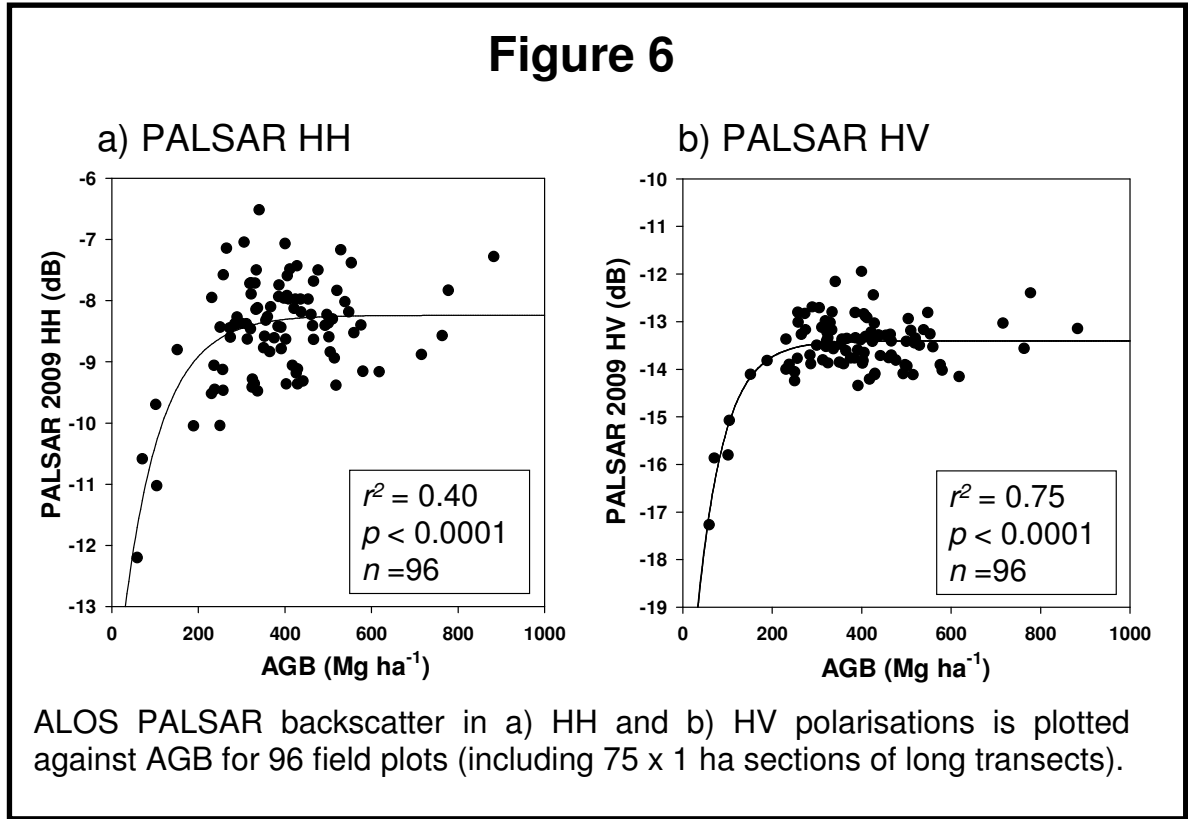 Figure 6
a) PALSAR HH
-6
-7
-8
-9
-10
-11
-12
-13
PALSAR 2009 HH (dB)
0 200 400 600 800 1000
AGB (Mg ha⁻¹)
r² = 0.40
p < 0.0001
n =96
b) PALSAR HV
-10
-11
-12
-13
-14
-15
-16
-17
-18
-19
PALSAR 2009 HV (dB)
0 200 400 600 800 1000
AGB (Mg ha⁻¹)
r² = 0.75
p < 0.0001
n =96
ALOS PALSAR backscatter in a) HH and b) HV polarisations is plotted
against AGB for 96 field plots (including 75 x 1 ha sections of long transects).